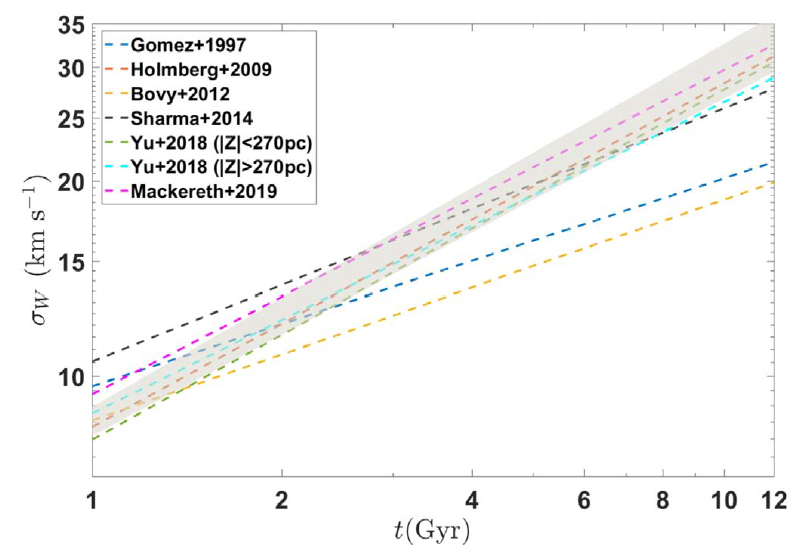 35
30
25
20
15
10
σ_W (km s⁻¹)
Gomez+1997
Holmberg+2009
Bovy+2012
Sharma+2014
Yu+2018 (|Z|<270pc)
Yu+2018 (|Z|>270pc)
Mackereth+2019
1 2 4 6 8 10 12
t(Gyr)